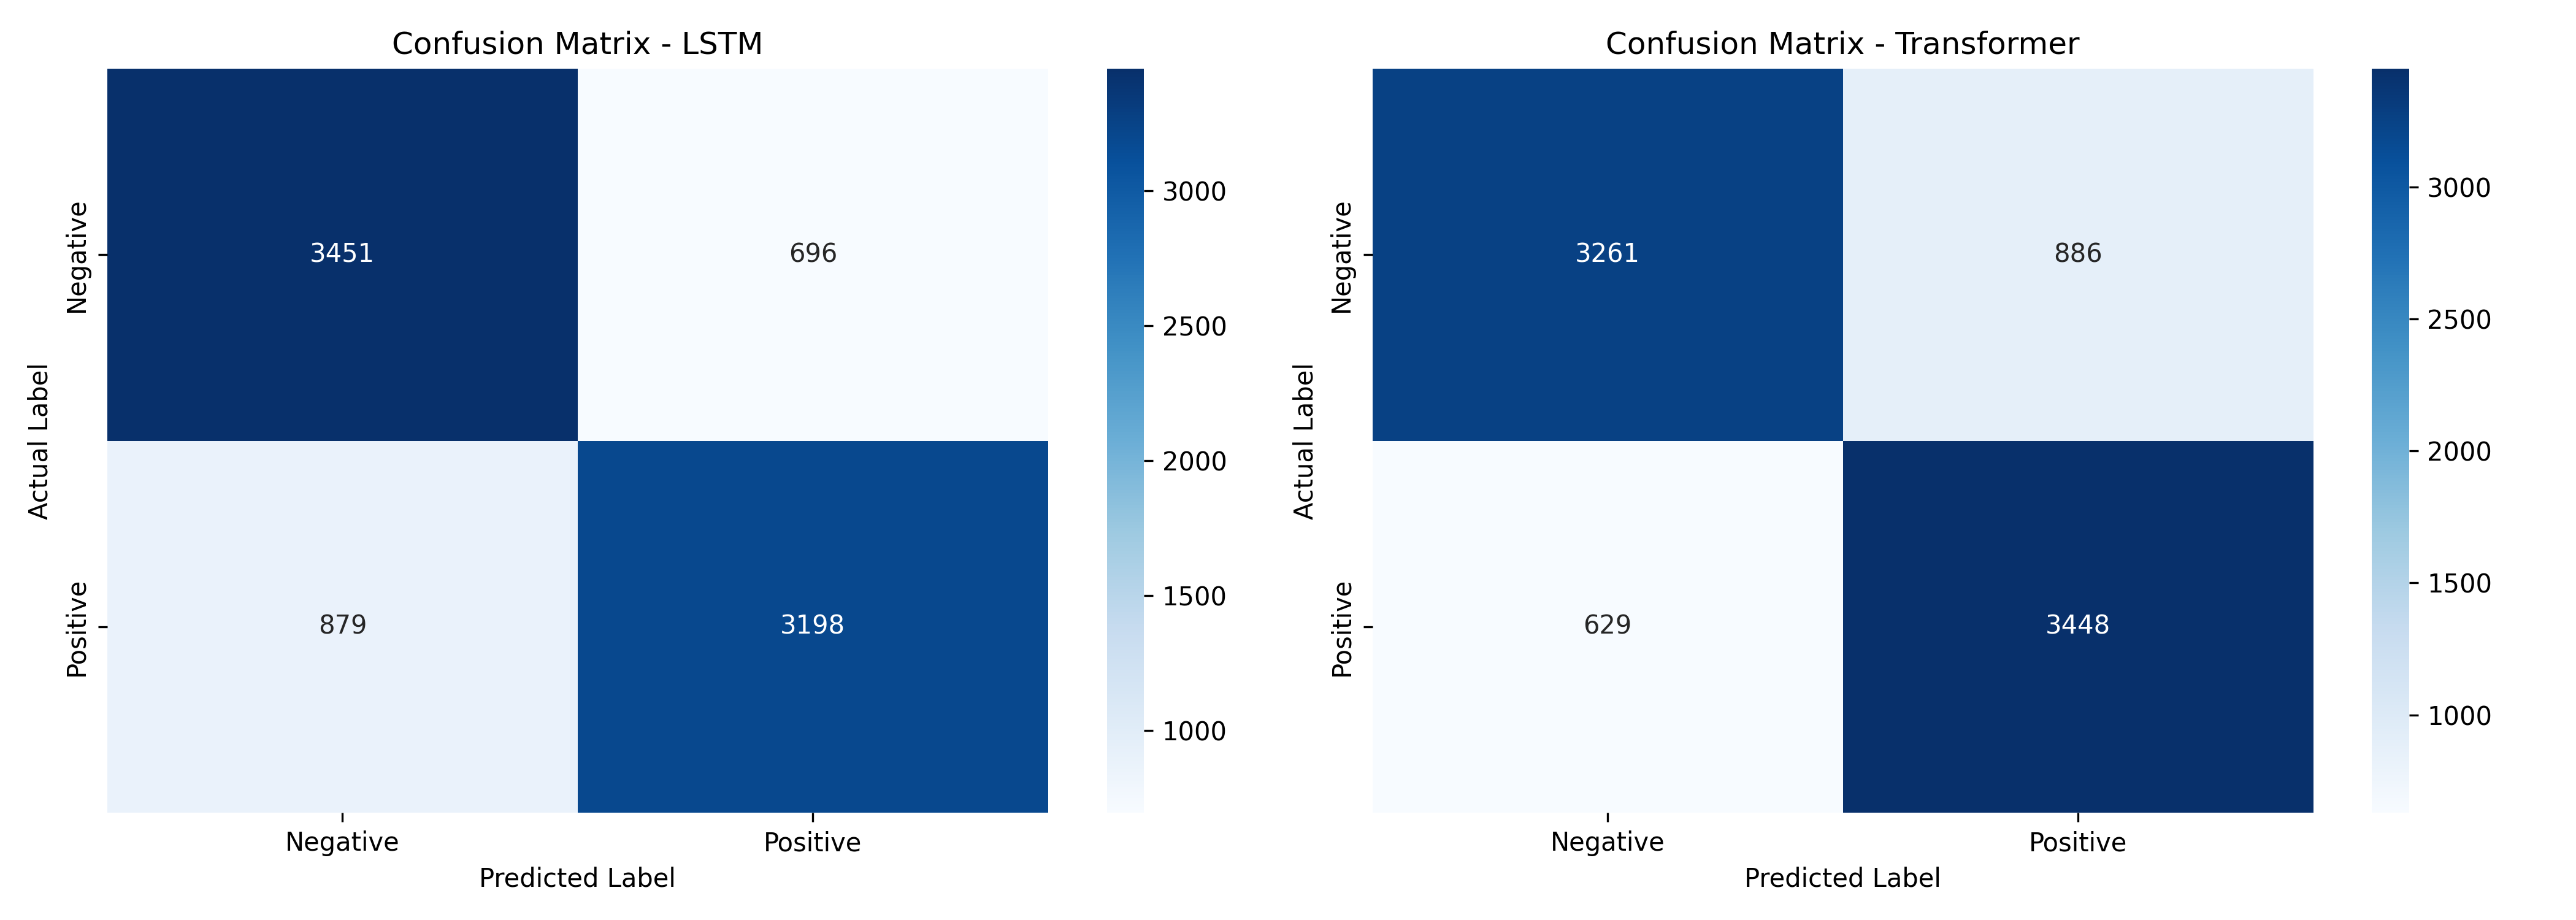 Confusion Matrix - LSTM
Actual Label
Negative
Positive
3451
696
879
3198
Negative
Positive
Predicted Label
3000
2500
2000
1500
1000
Confusion Matrix - Transformer
Actual Label
Negative
Positive
3261
886
629
3448
Negative
Positive
Predicted Label
3000
2500
2000
1500
1000